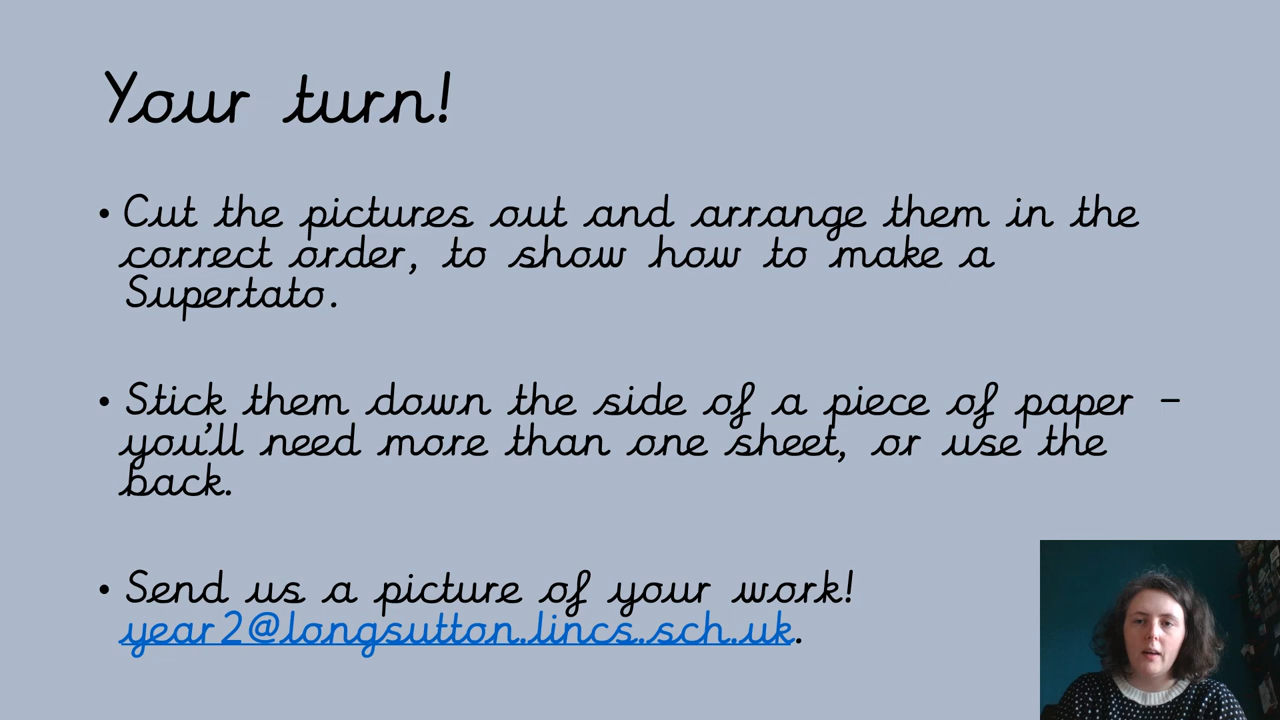 Your turn!
• Cut the pictures out and arrange them in the
correct order, to show how to make a
Supertato.
• Stick them down the side of a piece of paper –
you'll need more than one sheet, or use the
back.
• Send us a picture of your work!
year2@longsutton.lincs.sch.uk.